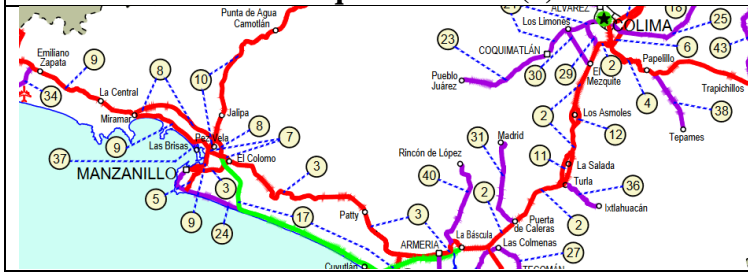 Punta de Agua
Camotlán
ALVAREZ
18
25
Los Limones
COLIMA
23
COQUIMATLÁN
6
43
Emiliano
Zapata
9
8
10
30
29
2
El
Mezquite
Papelillo
Pueblo
Juárez
Trapichillos
34
La Central
4
38
Miramar
Jalipa
8
Los Asmoles
2
12
31
Madrid
Tepames
9
Las Brisas
7
Rincón de López
37
El Colomo
11
La Salada
MANZANILLO
3
40
Turla
36
5
3
2
Ixtlahuacán
9
24
17
Patty
3
Puerta
de Caleras
2
La Báscula
ARMERIA
Las Colmenas
27
Cuyutlán
TECOMÁN